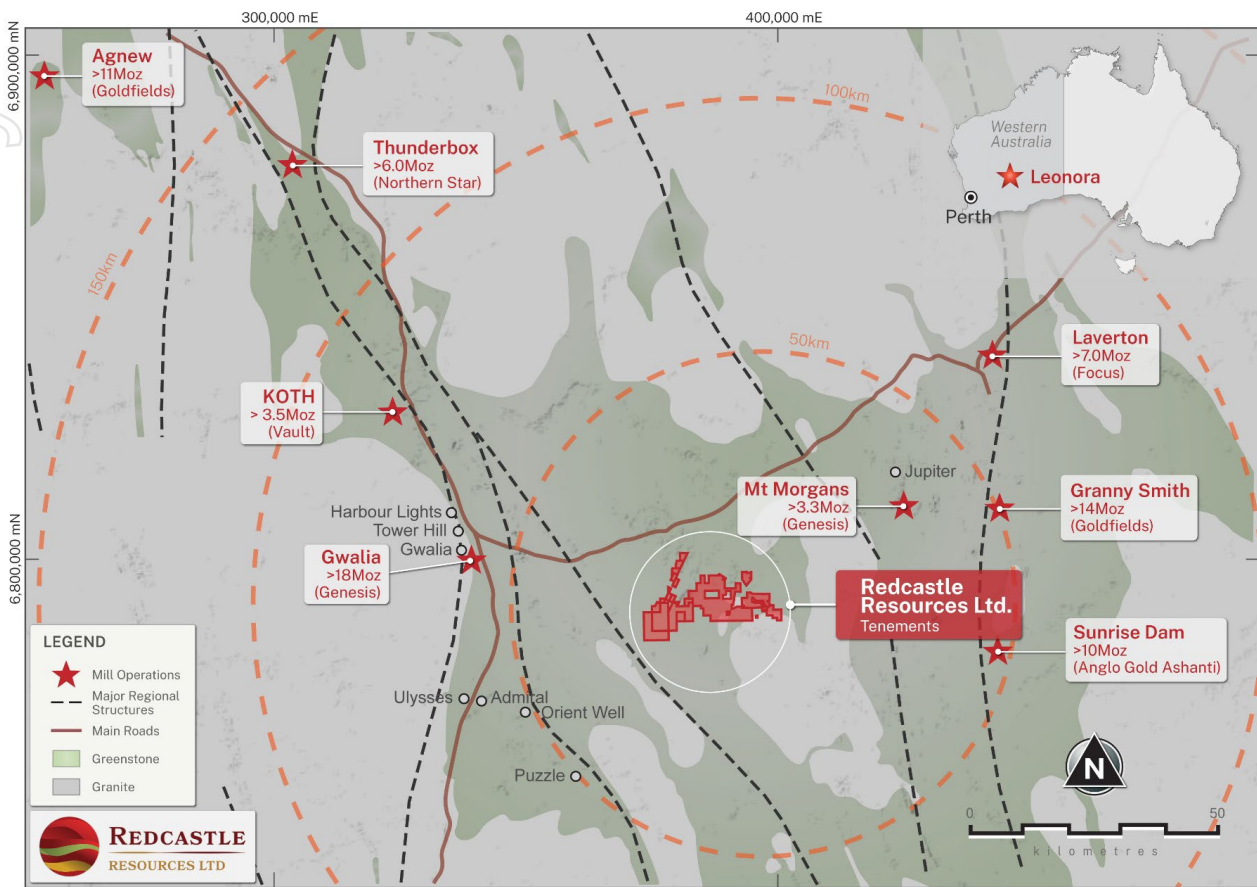 300,000 mE
400,000 mE
6,900,000 mN
6,800,000 mN
Agnew
>11Moz
(Goldfields)
Thunderbox
>6.0Moz
(Northern Star)
100km
Western
Australia
Leonora
Perth
150km
50km
Laverton
>7.0Moz
(Focus)
KOTH
> 3.5Moz
(Vault)
Jupiter
Mt Morgans
>3.3Moz
(Genesis)
Granny Smith
>14Moz
(Goldfields)
Harbour Lights
Tower Hill
Gwalia
Gwalia
>18Moz
(Genesis)
Redcastle
Resources Ltd.
Tenements
Sunrise Dam
>10Moz
(Anglo Gold Ashanti)
LEGEND
Mill Operations
Major Regional
Structures
Main Roads
Greenstone
Granite
Ulysses
Admiral
Orient Well
Puzzle
N
0
50
kilometres
REDCASTLE
RESOURCES LTD